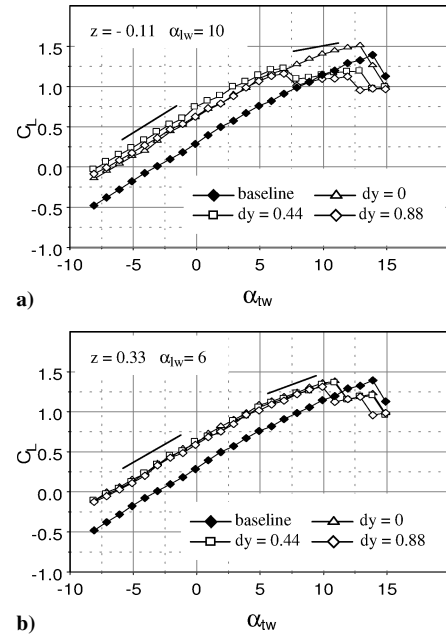 a)
z = - 0.11 α_lw = 10
C_L
1.5
1.0
0.5
0.0
-0.5
-1.0
baseline
dy = 0
dy = 0.44
dy = 0.88
-10 -5 0 5 10 15 20
α_tw
b)
z = 0.33 α_lw = 6
C_L
1.5
1.0
0.5
0.0
-0.5
-1.0
baseline
dy = 0
dy = 0.44
dy = 0.88
-10 -5 0 5 10 15 20
α_tw